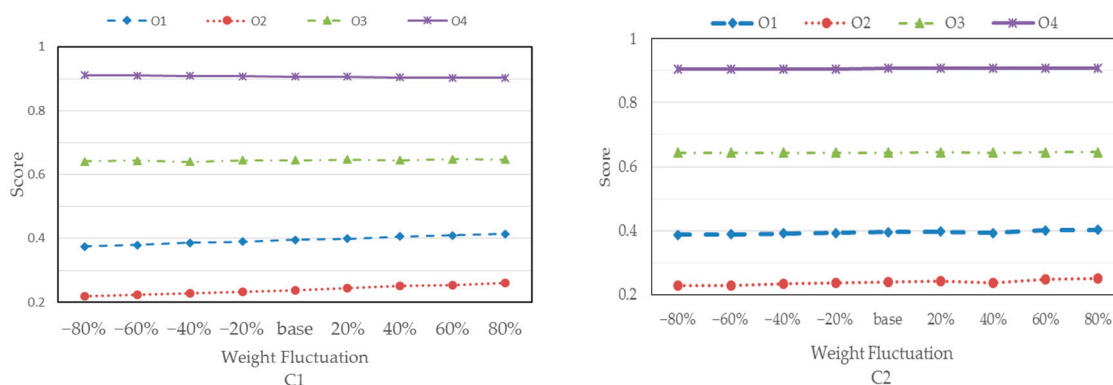 O1 O2 O3 O4
1
0.8
0.6
0.4
0.2
Score
−80% −60% −40% −20% base 20% 40% 60% 80%
Weight Fluctuation
C1
O1 O2 O3 O4
1
0.8
0.6
0.4
0.2
Score
−80% −60% −40% −20% base 20% 40% 60% 80%
Weight Fluctuation
C2